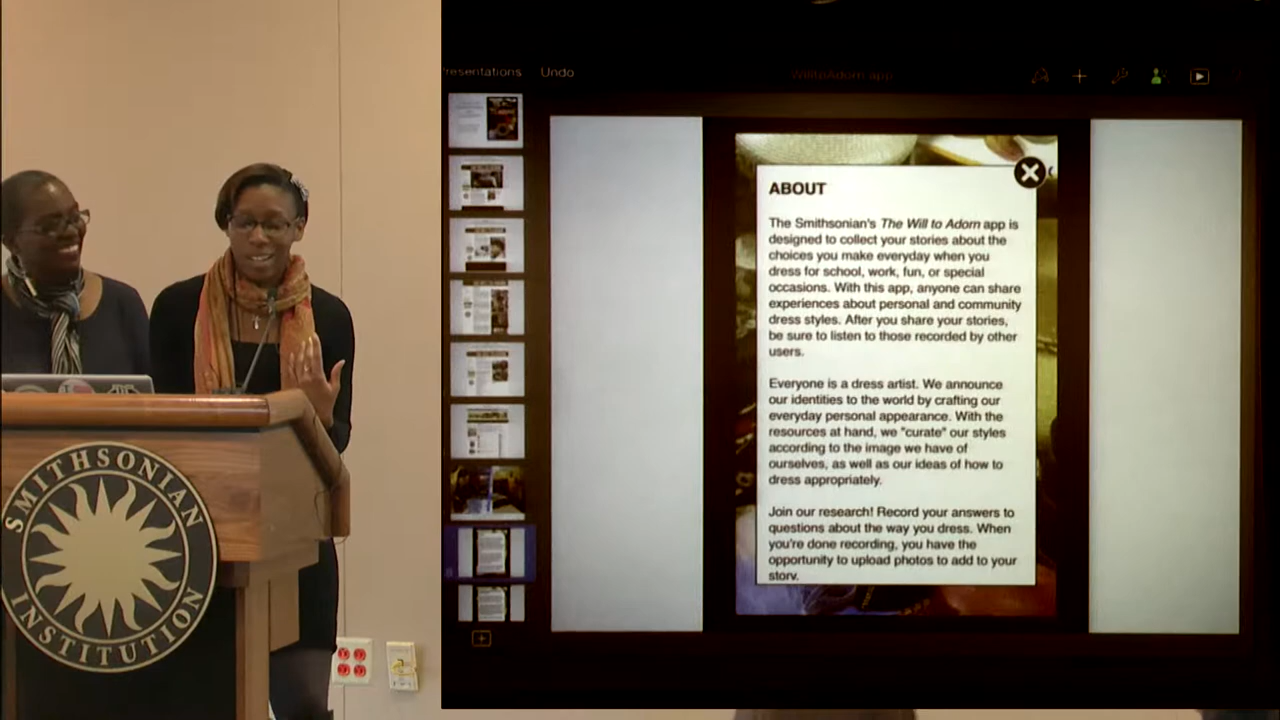 resentations Undo
WilltoAdorn app
ABOUT
The Smithsonian's The Will to Adorn app is
designed to collect your stories about the
choices you make everyday when you
dress for school, work, fun, or special
occasions. With this app, anyone can share
experiences about personal and community
dress styles. After you share your stories,
be sure to listen to those recorded by other
users.
Everyone is a dress artist. We announce
our identities to the world by crafting our
everyday personal appearance. With the
resources at hand, we "curate" our styles
according to the image we have of
ourselves, as well as our ideas of how to
dress appropriately.
Join our research! Record your answers to
questions about the way you dress. When
you're done recording, you have the
opportunity to upload photos to add to your
story.
SMITHSONIAN
INSTITUTION